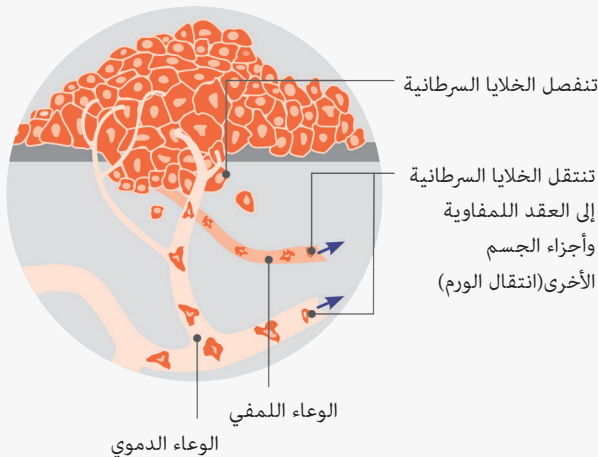 تنفصل الخلايا السرطانية
تنتقل الخلايا السرطانية
إلى العقد اللمفاوية
وأجزاء الجسم
الأخرى(انتقال الورم)
الوعاء اللمفي
الوعاء الدموي